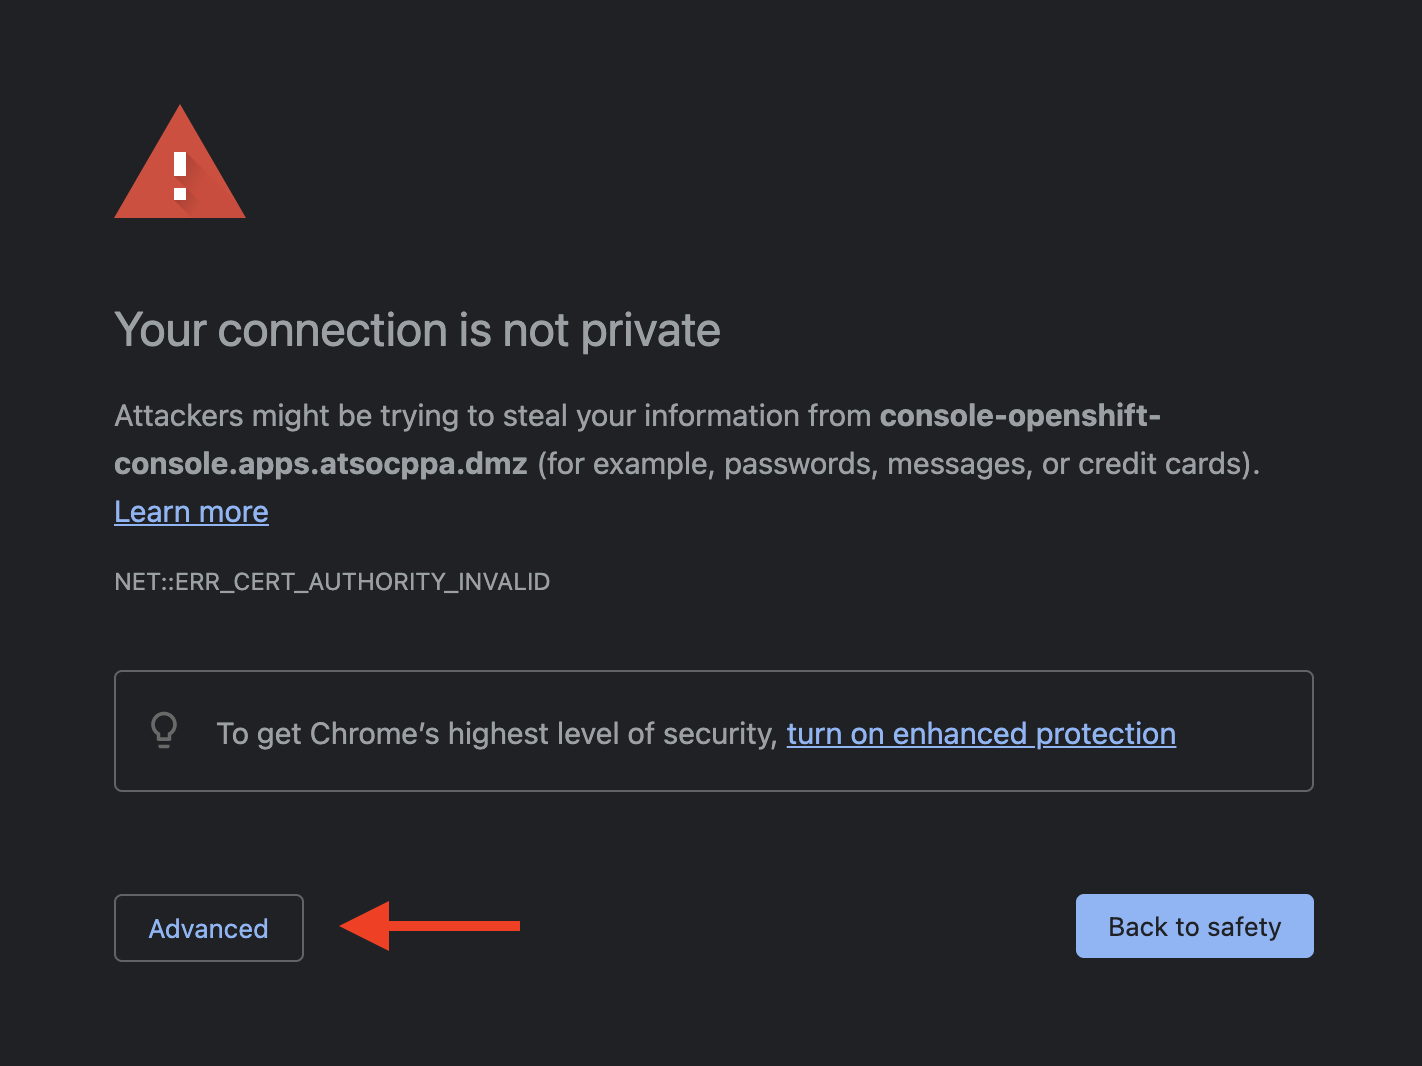 Your connection is not private
Attackers might be trying to steal your information from console-openshift-
console.apps.atsocppa.dmz (for example, passwords, messages, or credit cards).
Learn more
NET::ERR_CERT_AUTHORITY_INVALID
To get Chrome’s highest level of security, turn on enhanced protection
Advanced
Back to safety